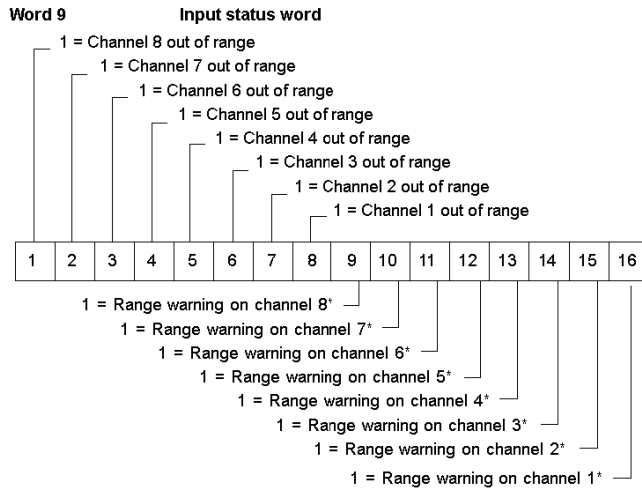 Word 9 Input status word
1 = Channel 8 out of range
1 = Channel 7 out of range
1 = Channel 6 out of range
1 = Channel 5 out of range
1 = Channel 4 out of range
1 = Channel 3 out of range
1 = Channel 2 out of range
1 = Channel 1 out of range
1 2 3 4 5 6 7 8 9 10 11 12 13 14 15 16
1 = Range warning on channel 8*
1 = Range warning on channel 7*
1 = Range warning on channel 6*
1 = Range warning on channel 5*
1 = Range warning on channel 4*
1 = Range warning on channel 3*
1 = Range warning on channel 2*
1 = Range warning on channel 1*